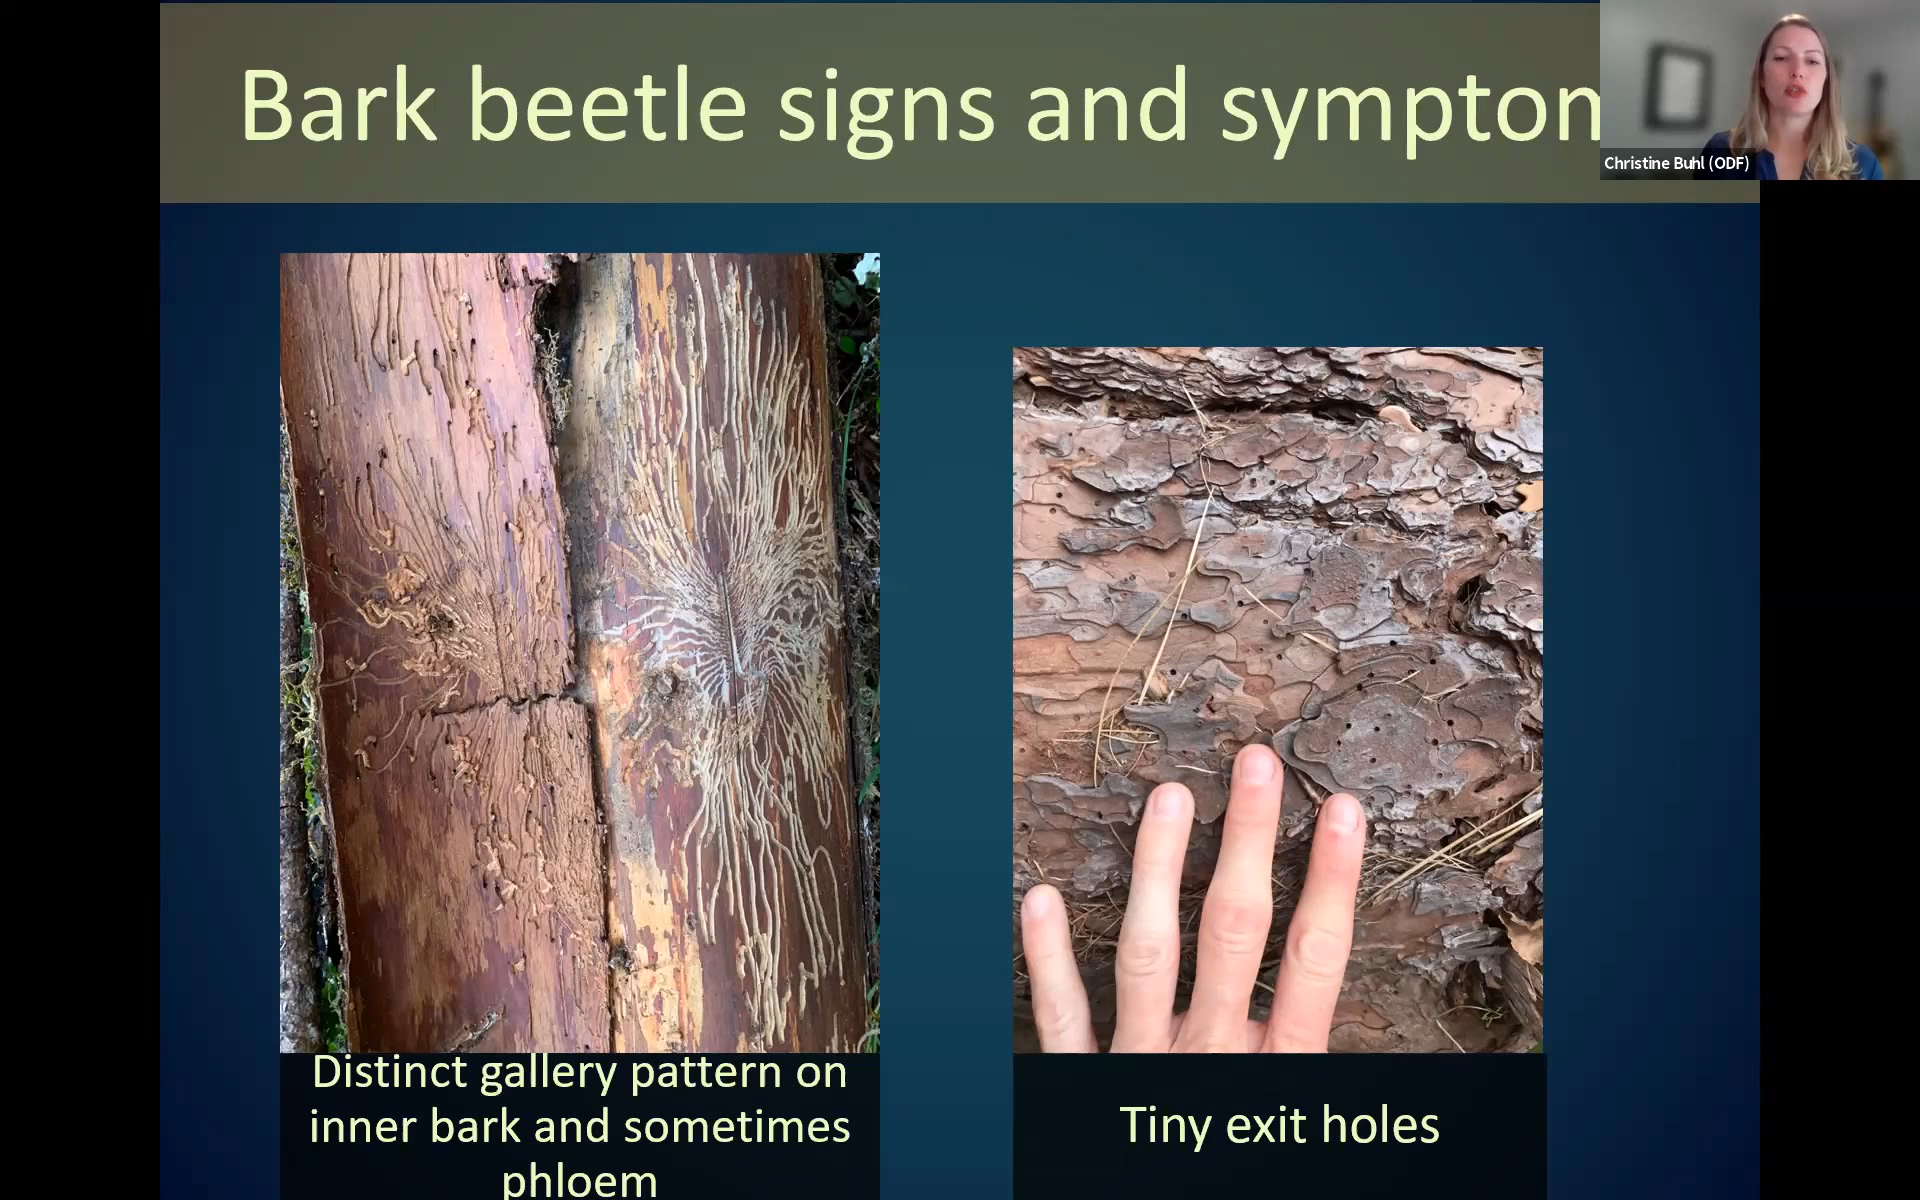 Bark beetle signs and sympton
Christine Buhl (ODF)
Distinct gallery pattern on
inner bark and sometimes
phloem
Tiny exit holes